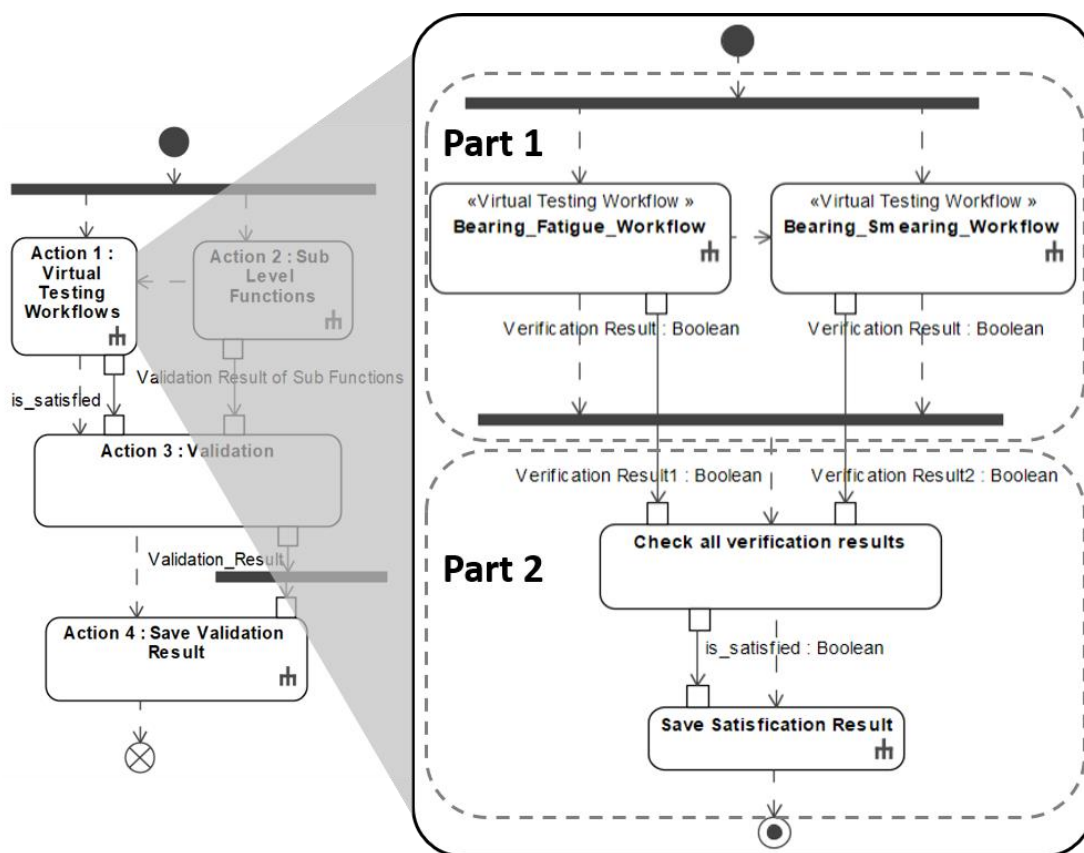 Action 1 :
Virtual
Testing
Workflows
Action 2 : Sub
Level
Functions
is_satisfied
Validation Result of Sub Functions
Action 3 : Validation
Validation_Result
Action 4 : Save Validation
Result
Part 1
«Virtual Testing Workflow »
Bearing_Fatigue_Workflow
«Virtual Testing Workflow »
Bearing_Smearing_Workflow
Verification Result : Boolean
Verification Result : Boolean
Part 2
Verification Result1 : Boolean
Verification Result2 : Boolean
Check all verification results
is_satisfied : Boolean
Save Satisfication Result